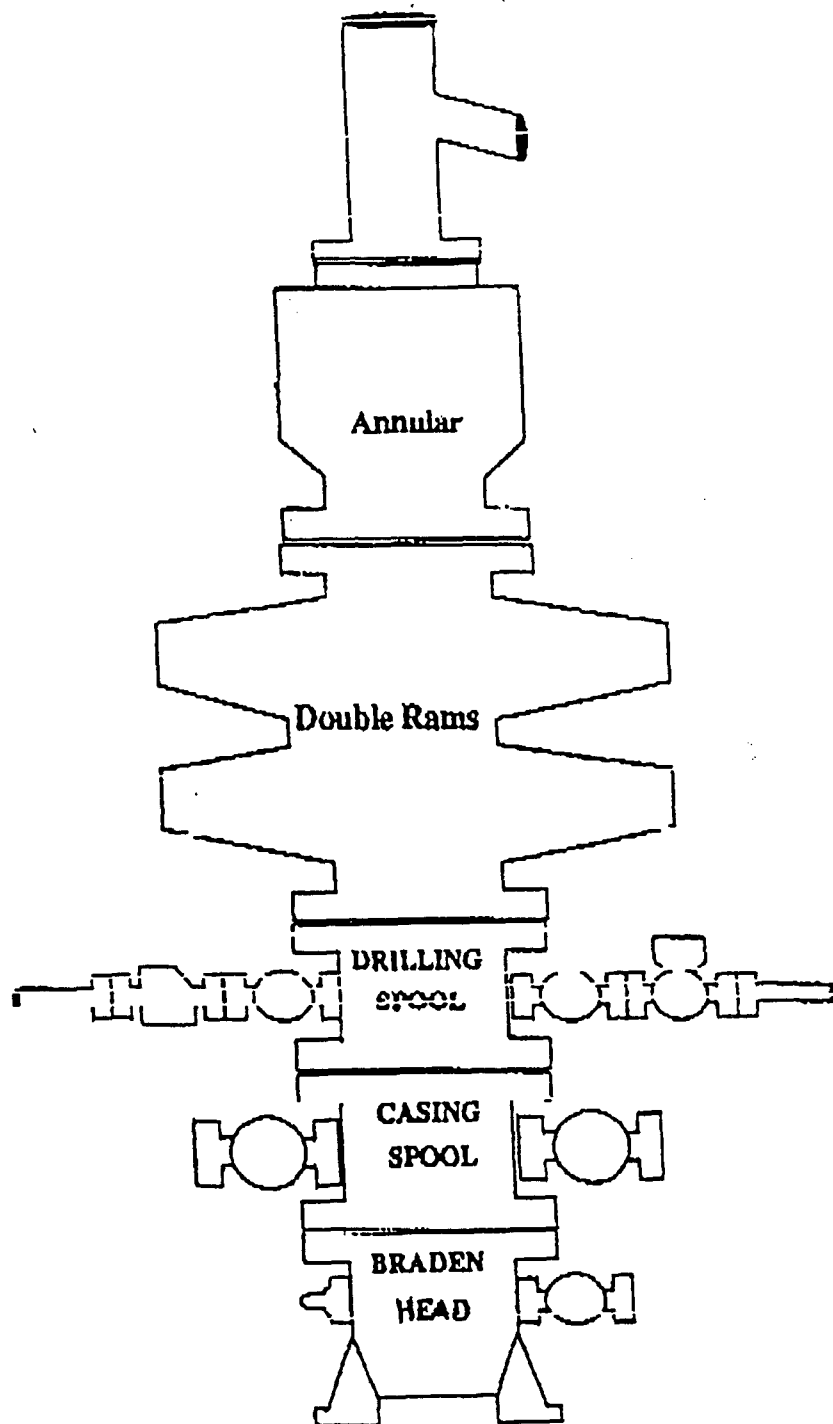 Annular
Double Rams
DRILLING
SPOOL
CASING
SPOOL
BRADEN
HEAD